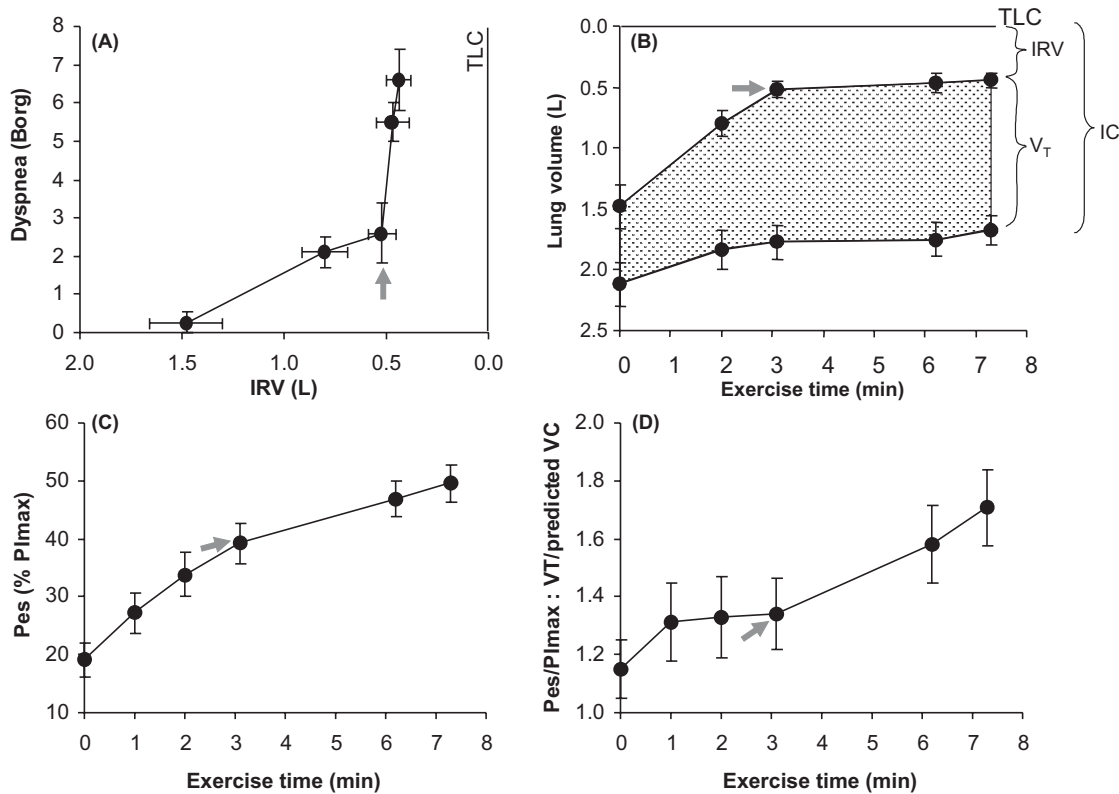 (A)
Dyspnea (Borg)
8
7
6
5
4
3
2
1
0
TLC
2.0 1.5 1.0 0.5 0.0
IRV (L)
(B)
Lung volume (L)
0.0
0.5
1.0
1.5
2.0
2.5
TLC
IRV
VT
IC
0 1 2 3 4 5 6 7 8
Exercise time (min)
(C)
Pes (% PImax)
60
50
40
30
20
10
0 1 2 3 4 5 6 7 8
Exercise time (min)
(D)
Pes/PImax : VT/predicted VC
2.0
1.8
1.6
1.4
1.2
1.0
0 1 2 3 4 5 6 7 8
Exercise time (min)